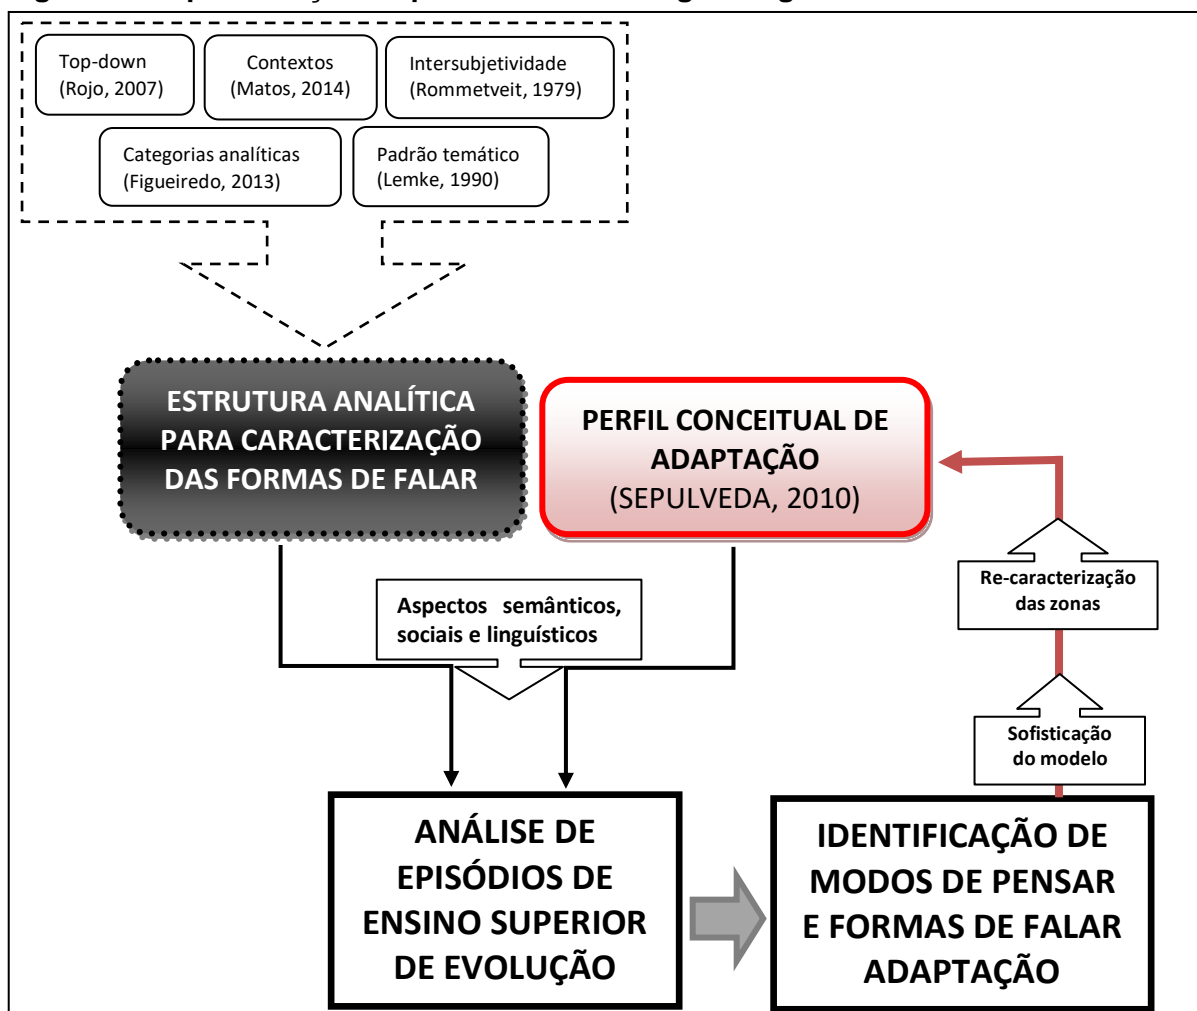 Top-down
(Rojo, 2007)
Contextos
(Matos, 2014)
Intersubjetividade
(Rommetveit, 1979)
Categorias analíticas
(Figueiredo, 2013)
Padrão temático
(Lemke, 1990)
ESTRUTURA ANALÍTICA
PARA CARACTERIZAÇÃO
DAS FORMAS DE FALAR
PERFIL CONCEITUAL DE
ADAPTAÇÃO
(SEPULVEDA, 2010)
Aspectos semânticos,
sociais e linguísticos
Re-caracterização
das zonas
Sofisticação
do modelo
ANÁLISE DE
EPISÓDIOS DE
ENSINO SUPERIOR
DE EVOLUÇÃO
IDENTIFICAÇÃO DE
MODOS DE PENSAR
E FORMAS DE FALAR
ADAPTAÇÃO